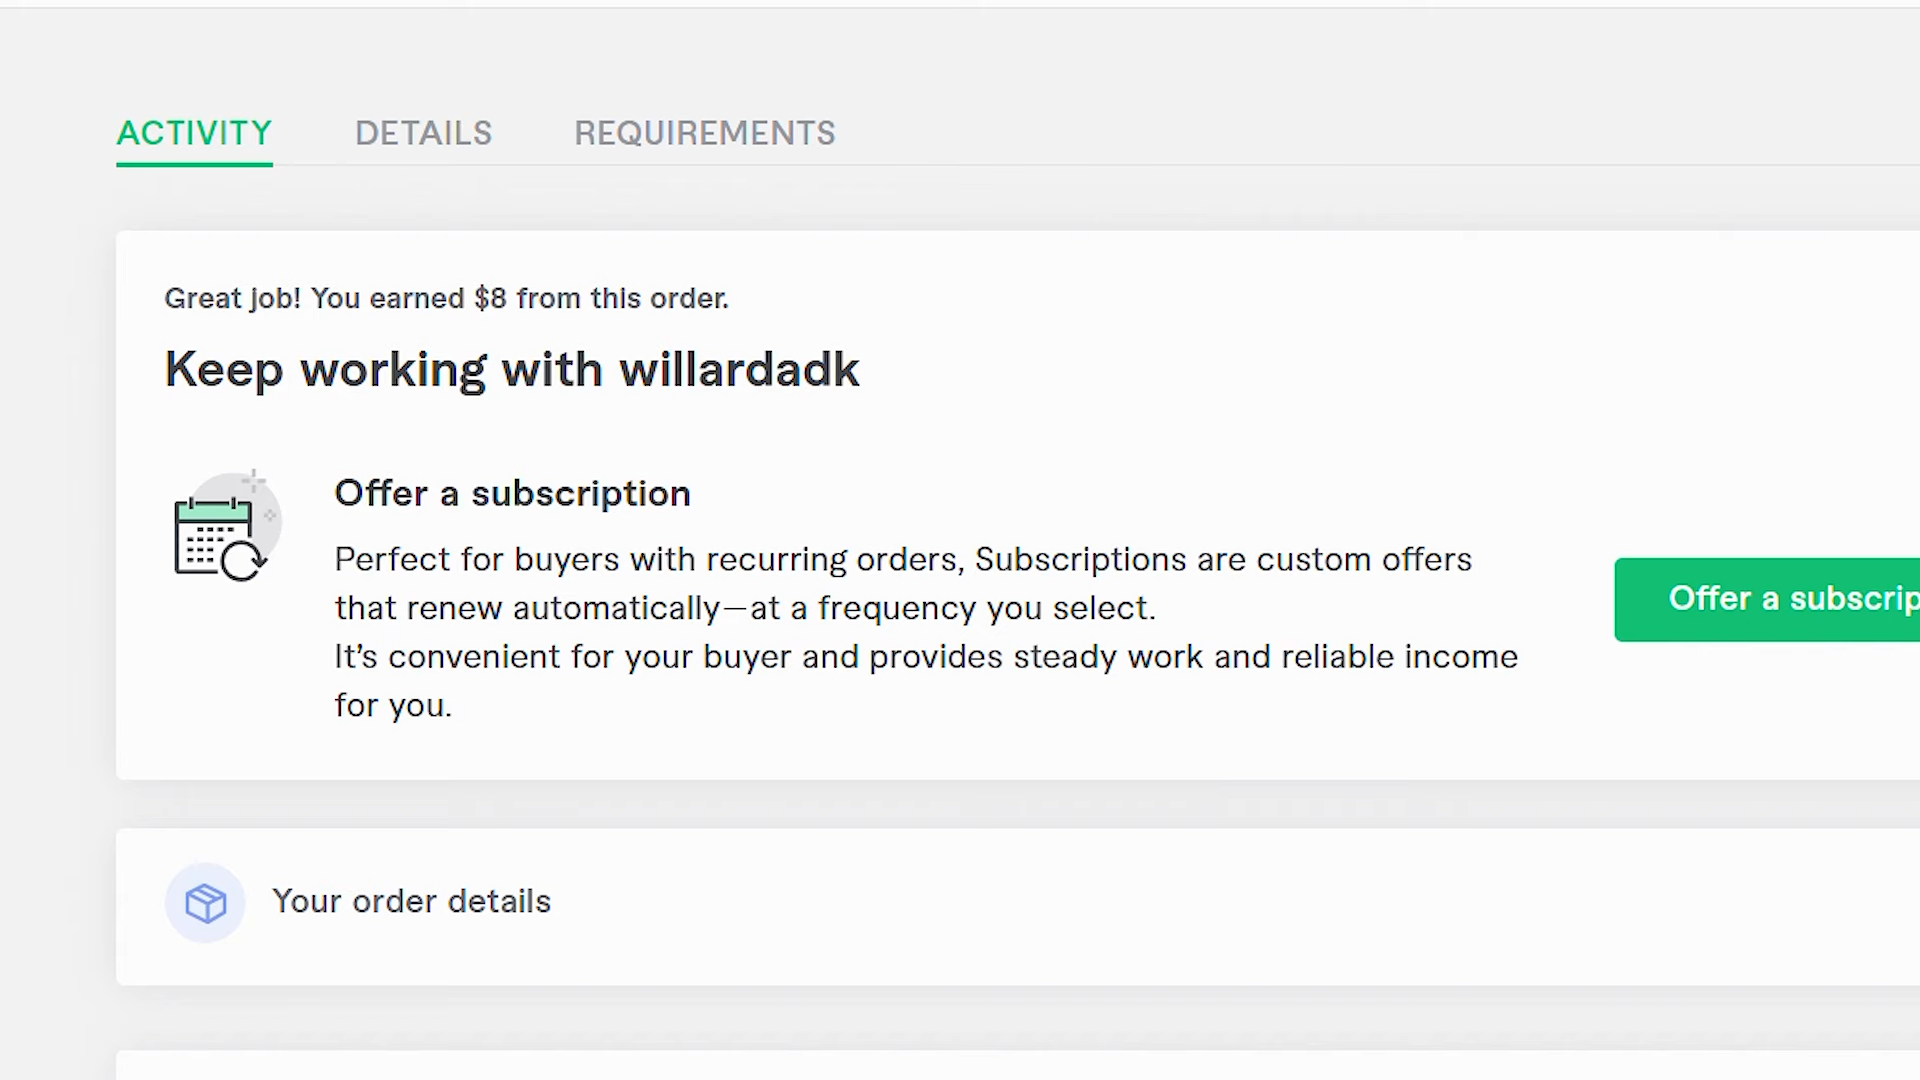 ACTIVITY DETAILS REQUIREMENTS
Great job! You earned $8 from this order.
Keep working with willardadk
Offer a subscription
Perfect for buyers with recurring orders, Subscriptions are custom offers
that renew automatically—at a frequency you select.
It's convenient for your buyer and provides steady work and reliable income
for you.
Offer a subscrip
Your order details